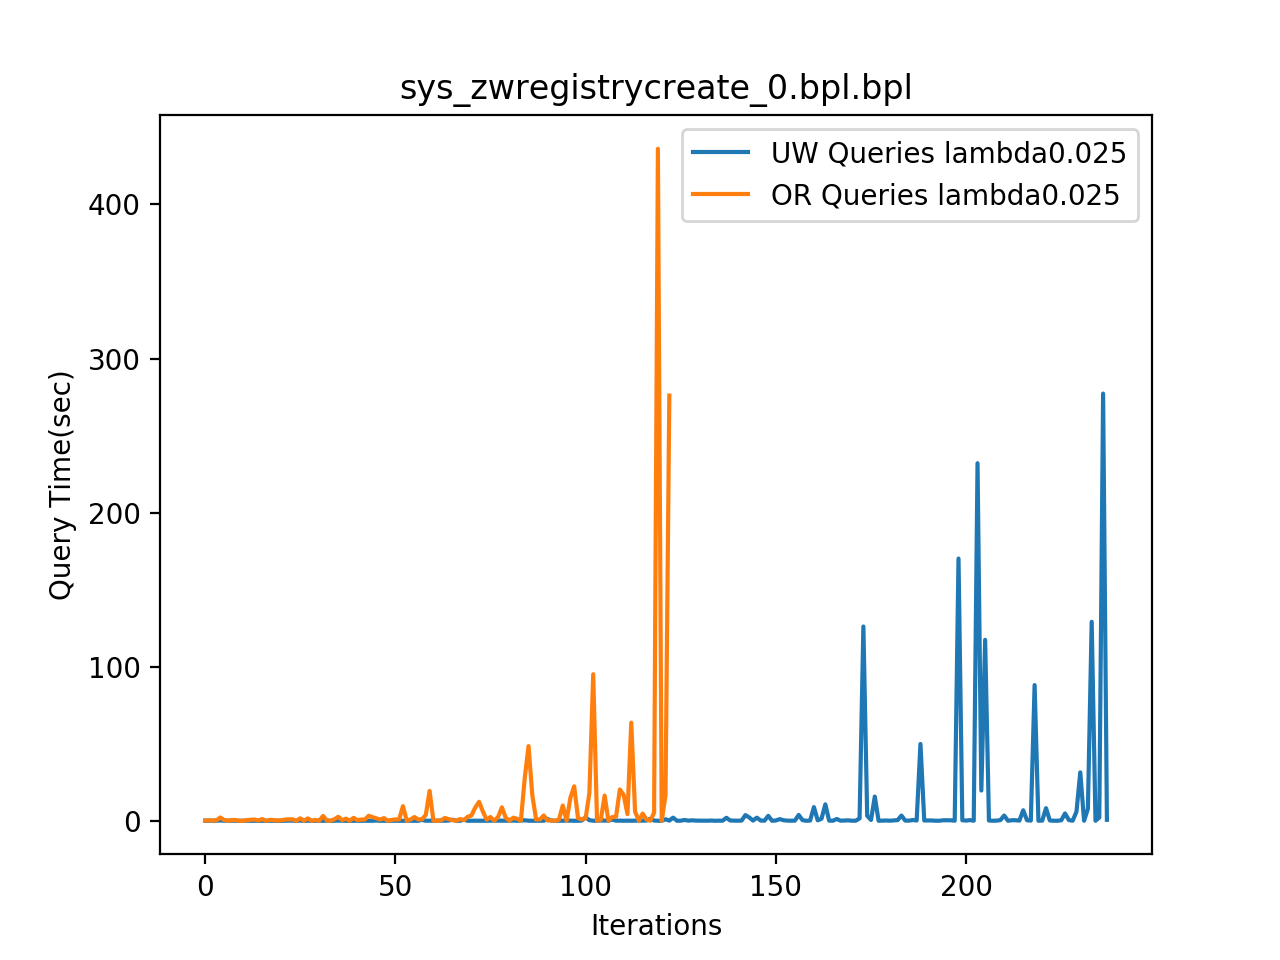 sys_zwregistrycreate_0.bpl.bpl
UW Queries lambda0.025
OR Queries lambda0.025
Query Time(sec)
400
300
200
100
0
0 50 100 150 200
Iterations